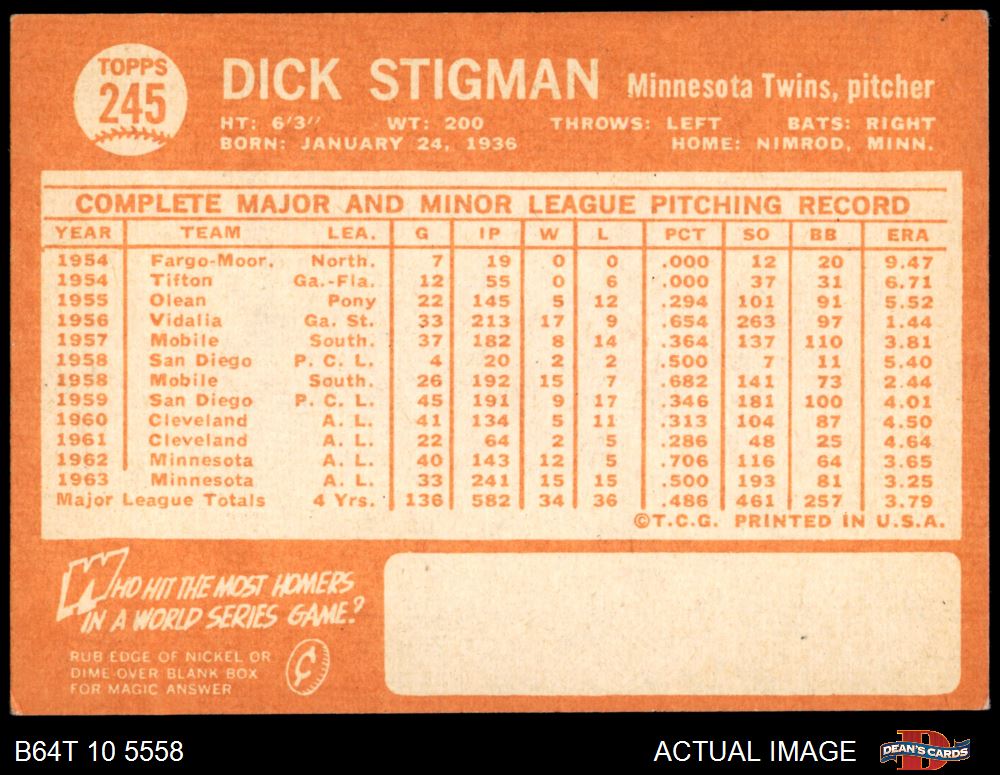 TOPPS
245
DICK STIGMAN Minnesota Twins, pitcher
HT: 6'3" WT: 200 THROWS: LEFT BATS: RIGHT
BORN: JANUARY 24, 1936 HOME: NIMROD, MINN.
COMPLETE MAJOR AND MINOR LEAGUE PITCHING RECORD
YEAR TEAM LEA. G IP W L PCT SO BB ERA
1954 Fargo-Moor. North. 7 19 0 0 .000 12 20 9.47
1954 Tifton Ga.-Fla. 12 55 0 6 .000 37 31 6.71
1955 Olean Pony 22 145 5 12 .294 101 91 5.52
1956 Vidalia Ga. St. 33 213 17 9 .654 263 97 1.44
1957 Mobile South. 37 182 8 14 .364 137 110 3.81
1958 San Diego P. C. L. 4 20 2 2 .500 7 11 5.40
1958 Mobile South. 26 192 15 7 .682 141 73 2.44
1959 San Diego P. C. L. 45 191 9 17 .346 181 100 4.01
1960 Cleveland A. L. 41 134 5 11 .313 104 87 4.50
1961 Cleveland A. L. 22 64 2 5 .286 48 25 4.64
1962 Minnesota A. L. 40 143 12 5 .706 116 64 3.65
1963 Minnesota A. L. 33 241 15 15 .500 193 81 3.25
Major League Totals 4 Yrs. 136 582 34 36 .486 461 257 3.79
©T.C.G. PRINTED IN U.S.A.
WHO HIT THE MOST HOMERS
IN A WORLD SERIES GAME?
RUB EDGE OF NICKEL OR
DIME OVER BLANK BOX
FOR MAGIC ANSWER
¢
B64T 10 5558 ACTUAL IMAGE D DEAN'S CARDS